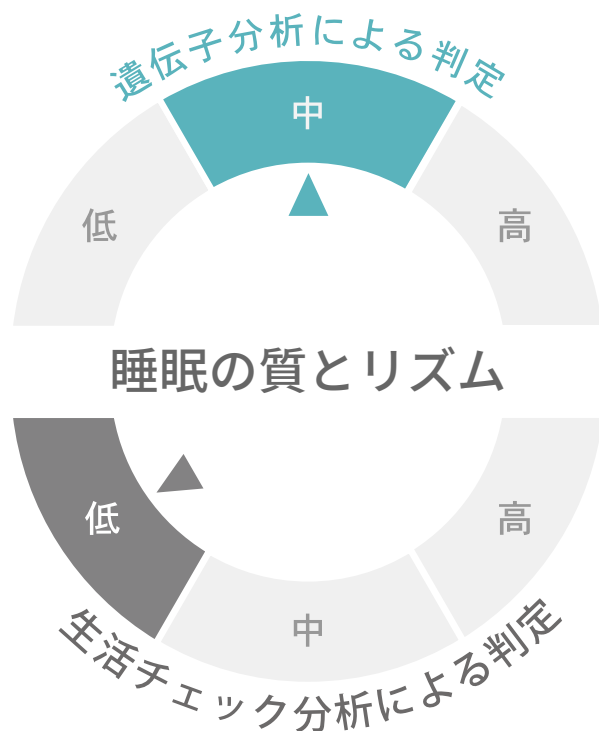 遺伝子分析による判定
中
低
高
睡眠の質とリズム
低
高
中
生活チェック分析による判定